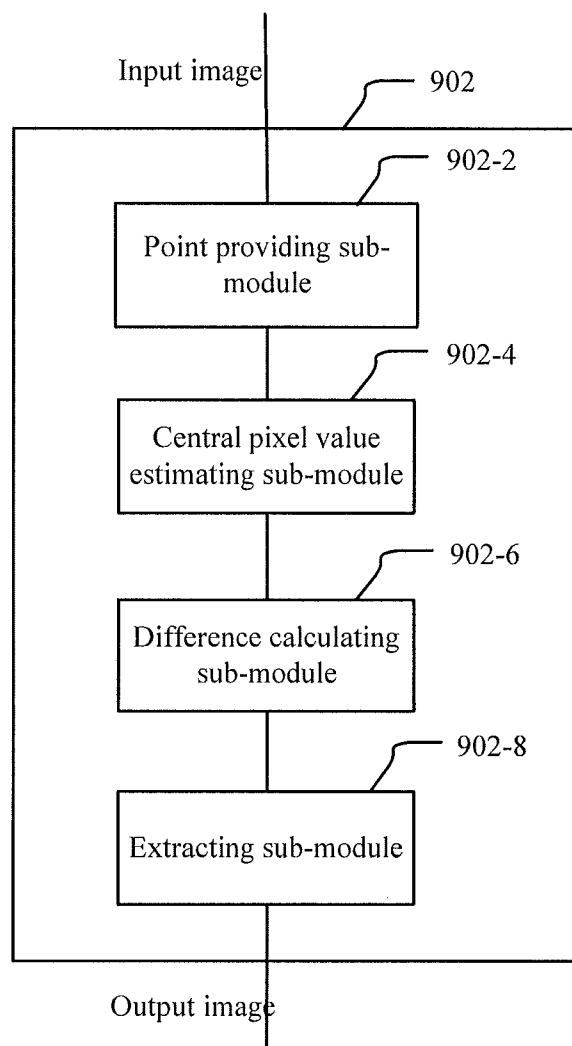 Input image
902
902-2
Point providing sub-
module
902-4
Central pixel value
estimating sub-module
902-6
Difference calculating
sub-module
902-8
Extracting sub-module
Output image